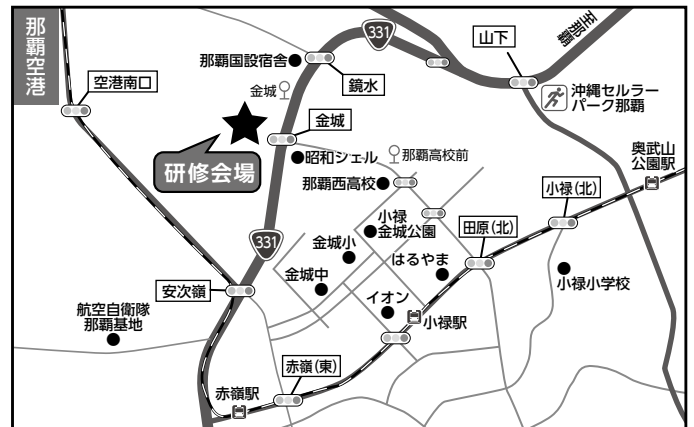 那覇空港
空港南口
那覇国設宿舎
331
山下
至那覇
鏡水
金城
沖縄セルラー
パーク那覇
金城
研修会場
昭和シェル
那覇高校前
奥武山
公園駅
那覇西高校
小禄(北)
小禄
金城公園
田原(北)
331
金城小
はるやま
金城中
小禄小学校
安次嶺
イオン
航空自衛隊
那覇基地
小禄駅
赤嶺(東)
赤嶺駅